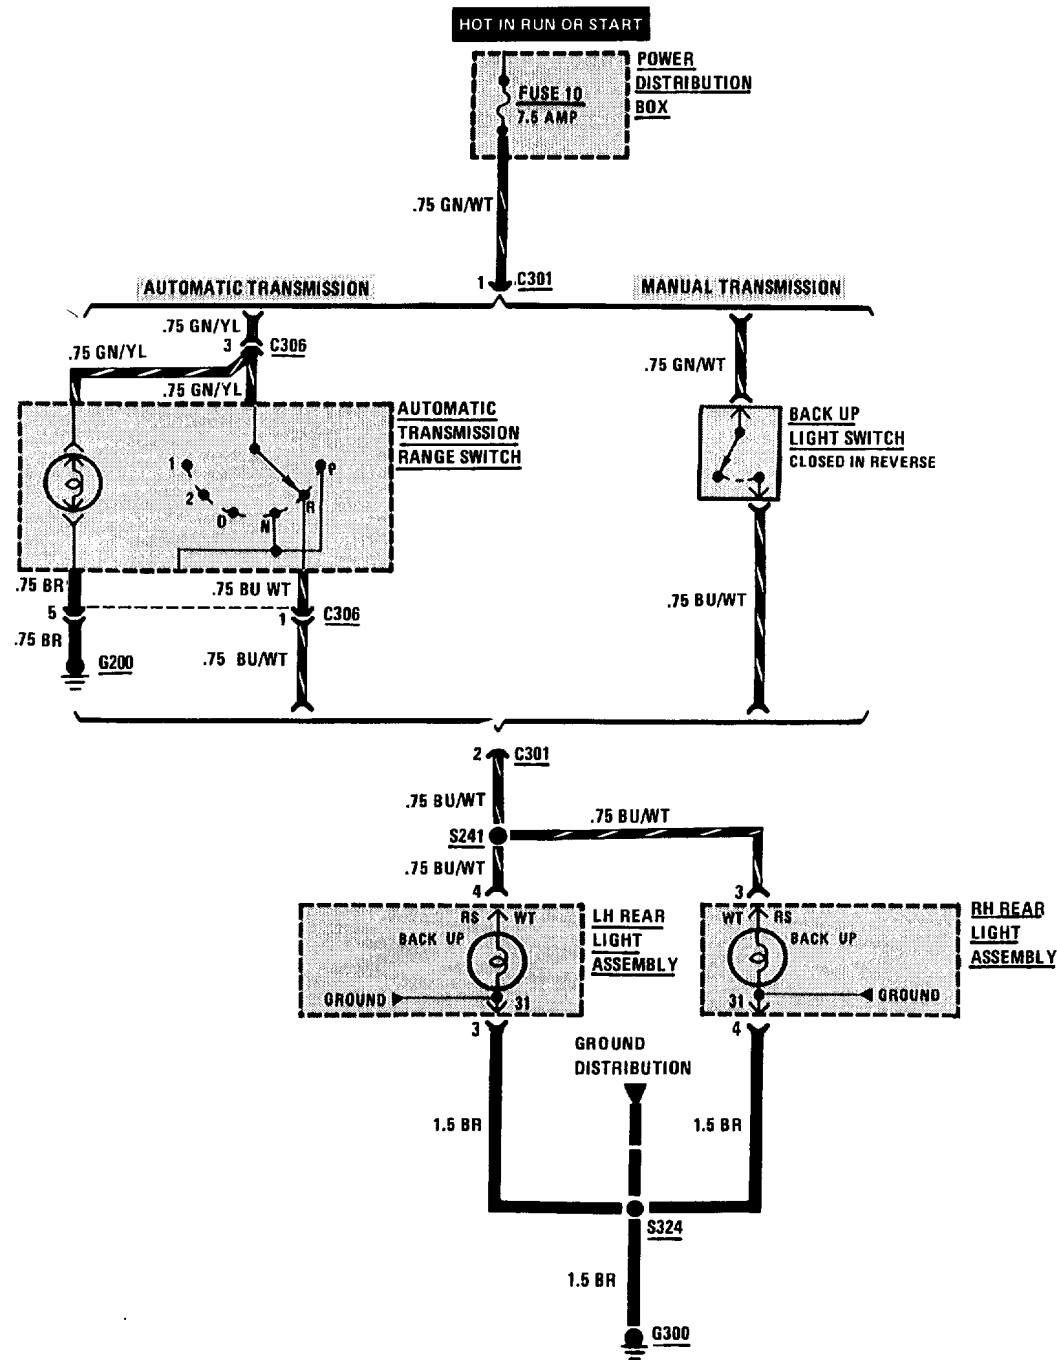 HOT IN RUN OR START
POWER
DISTRIBUTION
BOX
FUSE 10
7.5 AMP
.75 GN/WT
1 C301
AUTOMATIC TRANSMISSION
MANUAL TRANSMISSION
.75 GN/YL
3 C306
.75 GN/YL
.75 GN/YL
.75 GN/WT
AUTOMATIC
TRANSMISSION
RANGE SWITCH
BACK UP
LIGHT SWITCH
CLOSED IN REVERSE
1
P
2
R
D
N
.75 BR
.75 BU WT
5
1 C306
.75 BR
G200
.75 BU/WT
.75 BU/WT
2 C301
.75 BU/WT
.75 BU/WT
S241
.75 BU/WT
4
3
RS WT
WT RS
LH REAR
LIGHT
ASSEMBLY
RH REAR
LIGHT
ASSEMBLY
BACK UP
BACK UP
GROUND
31
31
GROUND
3
4
GROUND
DISTRIBUTION
1.5 BR
1.5 BR
S324
1.5 BR
G300